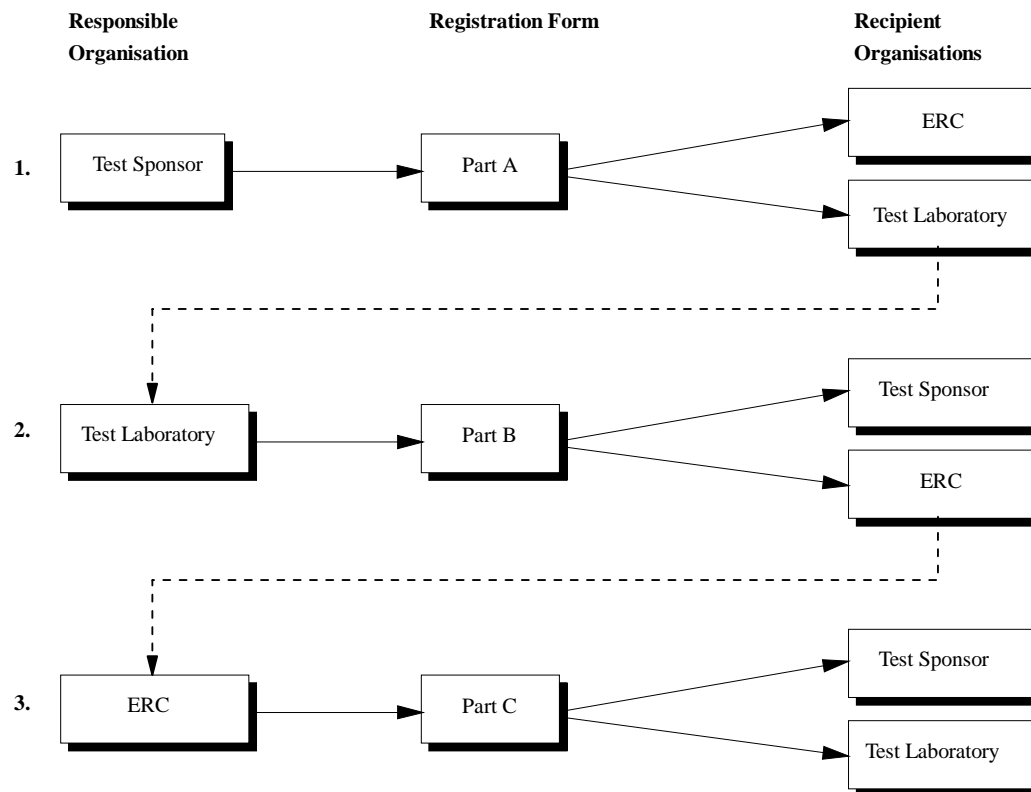 Responsible
Organisation
Registration Form
Recipient
Organisations
1.
Test Sponsor
Part A
ERC
Test Laboratory
2.
Test Laboratory
Part B
Test Sponsor
ERC
3.
ERC
Part C
Test Sponsor
Test Laboratory